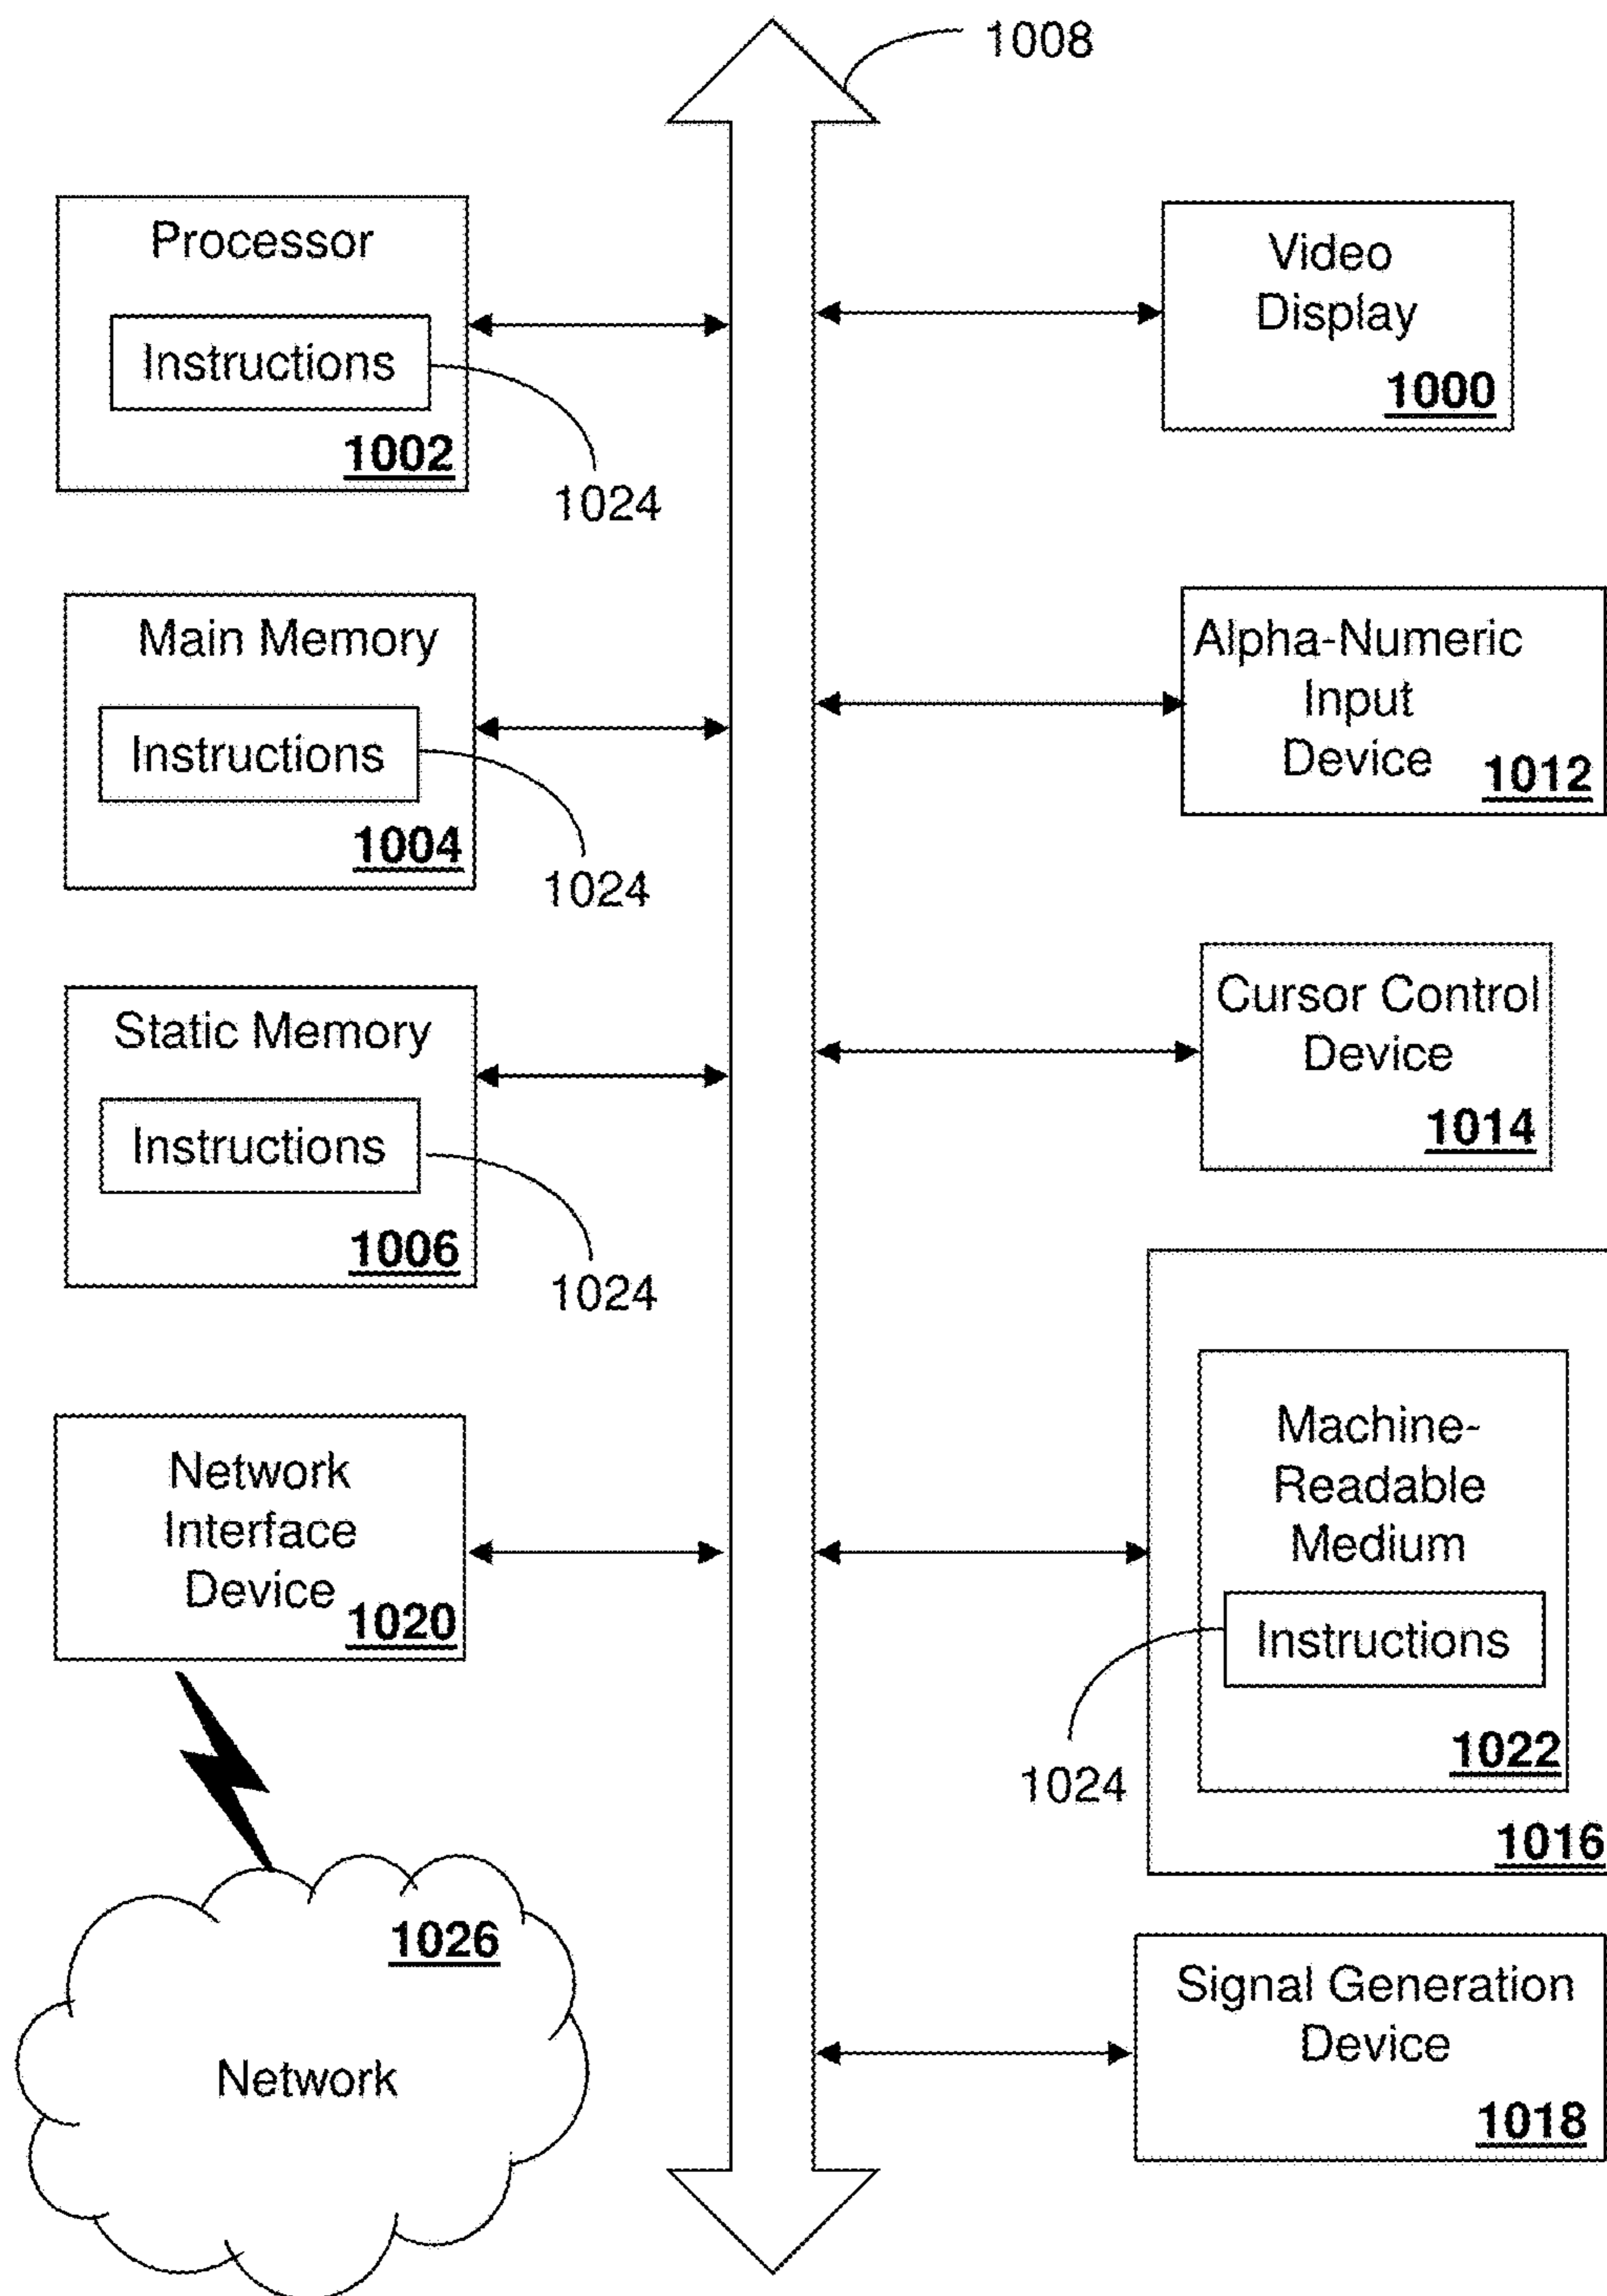 1008
Processor
Instructions
1002
1024
Main Memory
Instructions
1004
1024
Static Memory
Instructions
1006
1024
Network
Interface
Device
1020
1026
Network
Video
Display
1000
Alpha-Numeric
Input
Device
1012
Cursor Control
Device
1014
Machine-
Readable
Medium
Instructions
1022
1024
1016
Signal Generation
Device
1018